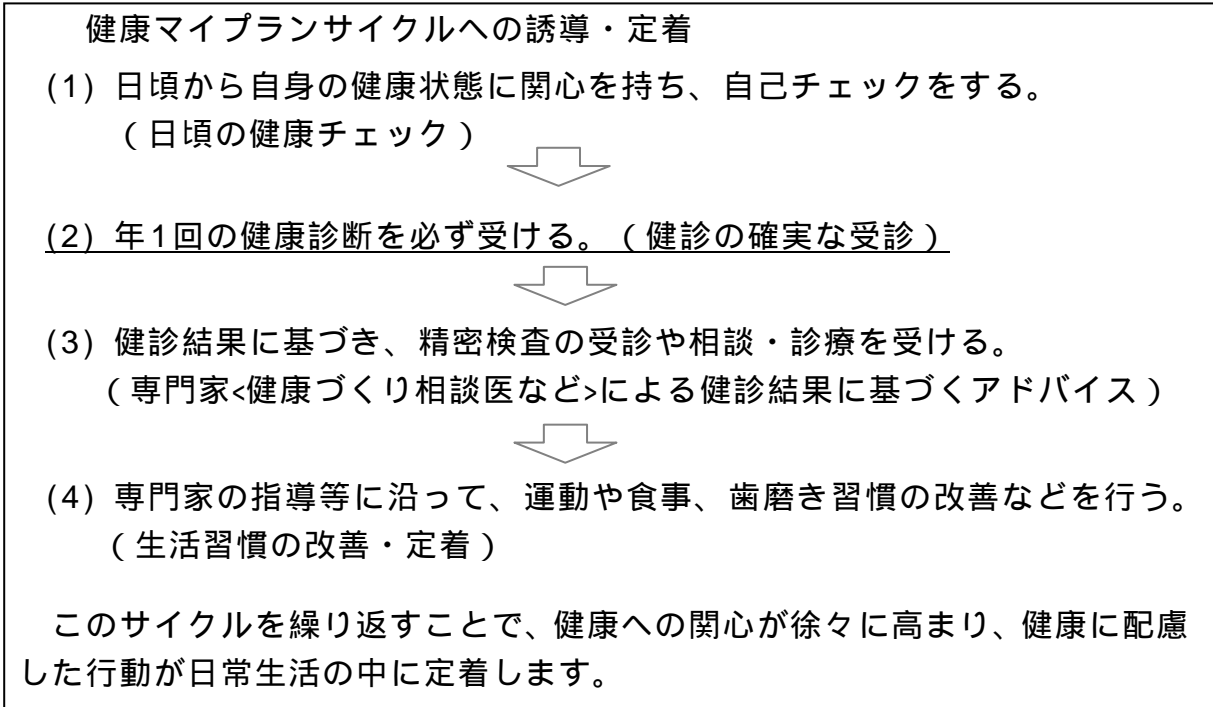 健康マイプランサイクルへの誘導・定着
(1) 日頃から自身の健康状態に関心を持ち、自己チェックをする。
（日頃の健康チェック）
(2) 年1回の健康診断を必ず受ける。（健診の確実な受診）
(3) 健診結果に基づき、精密検査の受診や相談・診療を受ける。
（専門家<健康づくり相談医など>による健診結果に基づくアドバイス）
(4) 専門家の指導等に沿って、運動や食事、歯磨き習慣の改善などを行う。
（生活習慣の改善・定着）
このサイクルを繰り返すことで、健康への関心が徐々に高まり、健康に配慮
した行動が日常生活の中に定着します。